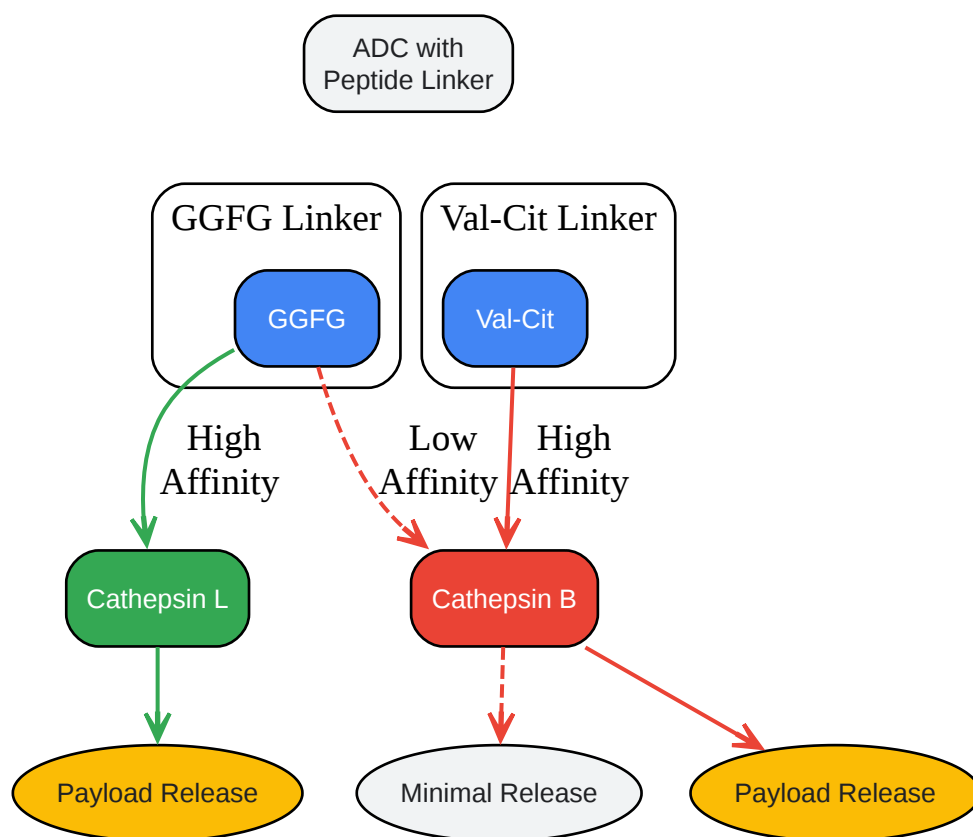 ADC with
Peptide Linker
GGFG Linker
Val-Cit Linker
GGFG
Val-Cit
High
Affinity
Low
Affinity
High
Affinity
Cathepsin L
Cathepsin B
Payload Release
Minimal Release
Payload Release